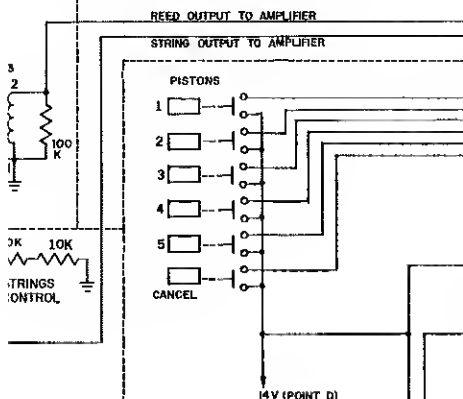 REED OUTPUT TO AMPLIFIER
STRING OUTPUT TO AMPLIFIER
3
2
100
K
PISTONS
1
2
3
4
5
CANCEL
0K 10K
STRINGS
CONTROL
14V (POINT D)